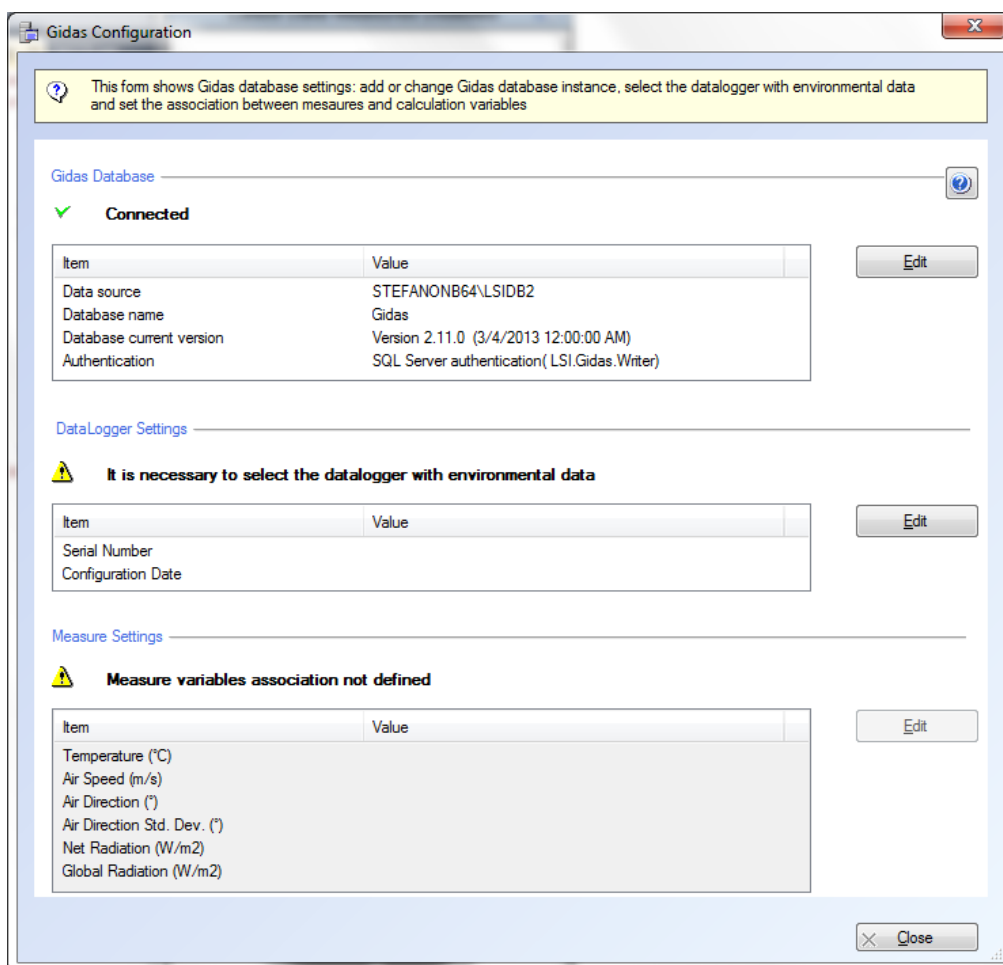 Gidas Configuration
This form shows Gidas database settings: add or change Gidas database instance, select the datalogger with environmental data
and set the association between mesaures and calculation variables
Gidas Database
Connected
Item Value
Edit
Data source STEFANONB64\LSIDB2
Database name Gidas
Database current version Version 2.11.0 (3/4/2013 12:00:00 AM)
Authentication SQL Server authentication( LSI.Gidas.Writer)
DataLogger Settings
It is necessary to select the datalogger with environmental data
Item Value
Edit
Serial Number
Configuration Date
Measure Settings
Measure variables association not defined
Item Value
Edit
Temperature (°C)
Air Speed (m/s)
Air Direction (°)
Air Direction Std. Dev. (°)
Net Radiation (W/m2)
Global Radiation (W/m2)
Close